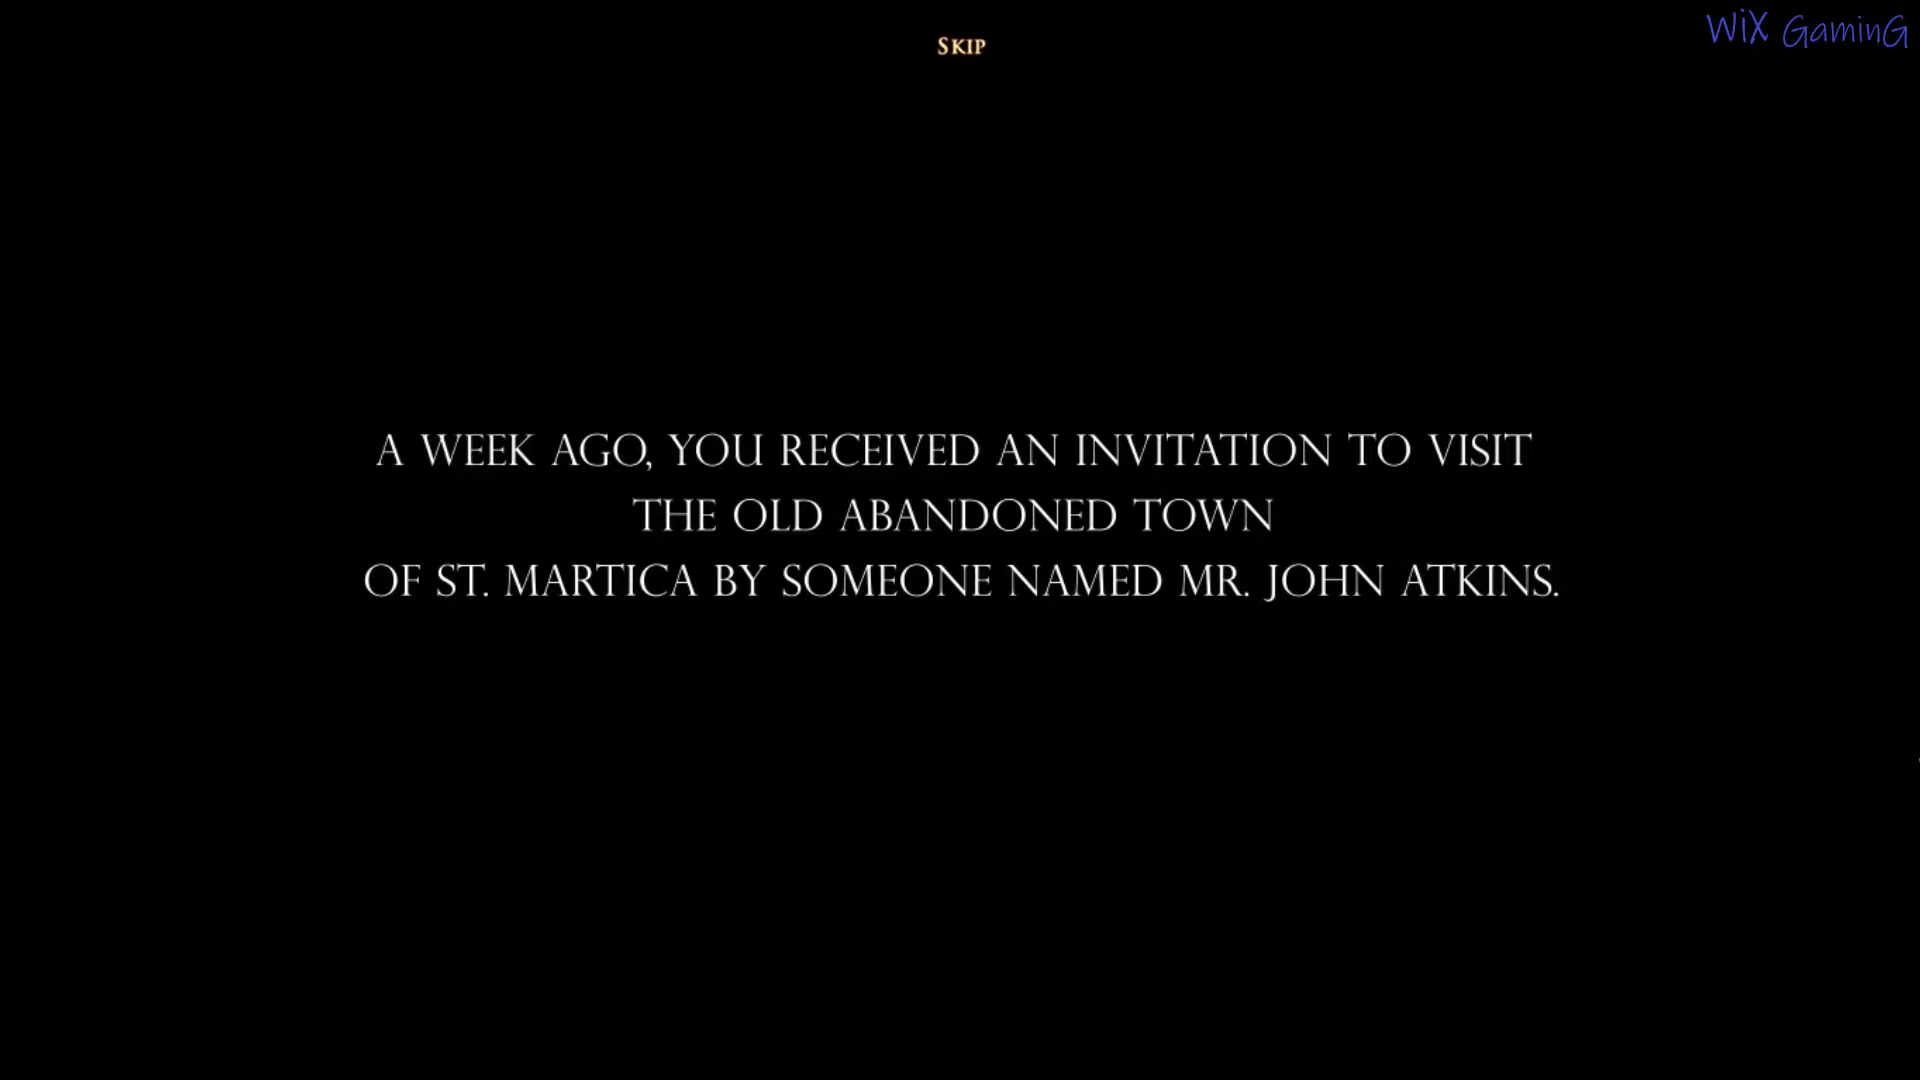 WiX GaminG
Skip
A WEEK AGO, YOU RECEIVED AN INVITATION TO VISIT
THE OLD ABANDONED TOWN
OF ST. MARTICA BY SOMEONE NAMED MR. JOHN ATKINS.